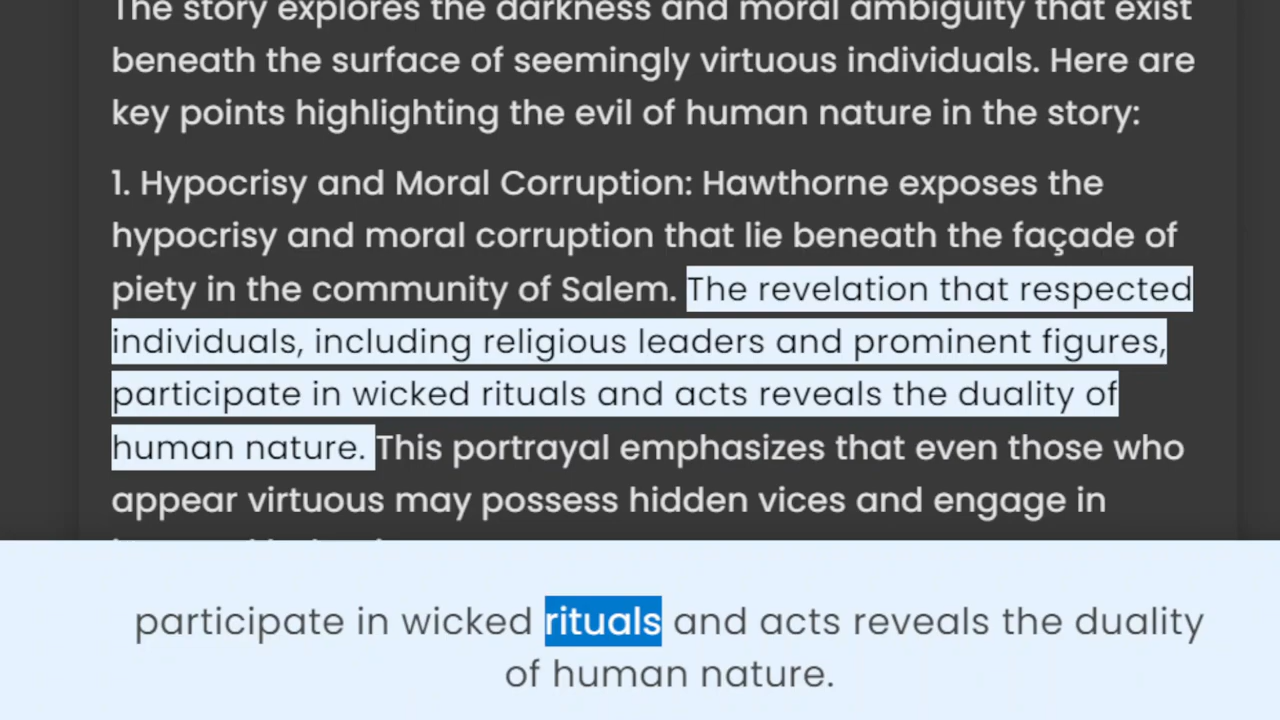 The story explores the darkness and moral ambiguity that exist
beneath the surface of seemingly virtuous individuals. Here are
key points highlighting the evil of human nature in the story:
1. Hypocrisy and Moral Corruption: Hawthorne exposes the
hypocrisy and moral corruption that lie beneath the façade of
piety in the community of Salem. The revelation that respected
individuals, including religious leaders and prominent figures,
participate in wicked rituals and acts reveals the duality of
human nature. This portrayal emphasizes that even those who
appear virtuous may possess hidden vices and engage in
participate in wicked rituals and acts reveals the duality
of human nature.